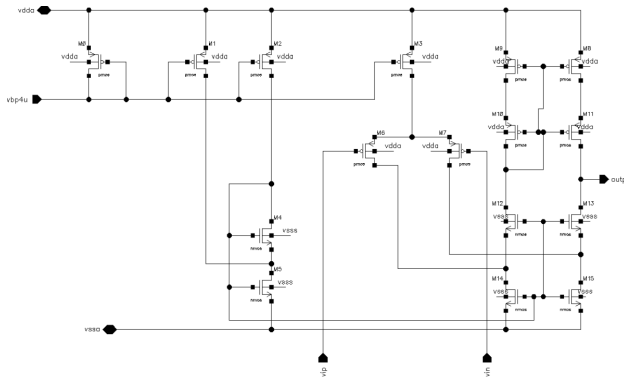 vdda
M0
M1
M2
M3
M9
M8
vdda
vdda
vdda
vdda
vdda
vdda
pmos
pmos
pmos
pmos
pmos
pmos
vbp4u
M10
M11
vdda
vdda
M6
M7
vdda
vdda
pmos
pmos
pmos
pmos
outp
M12
M13
M4
vsss
vsss
vsss
nmos
nmos
nmos
M5
M14
M15
vsss
vsss
vsss
nmos
nmos
nmos
vssa
vip
vin